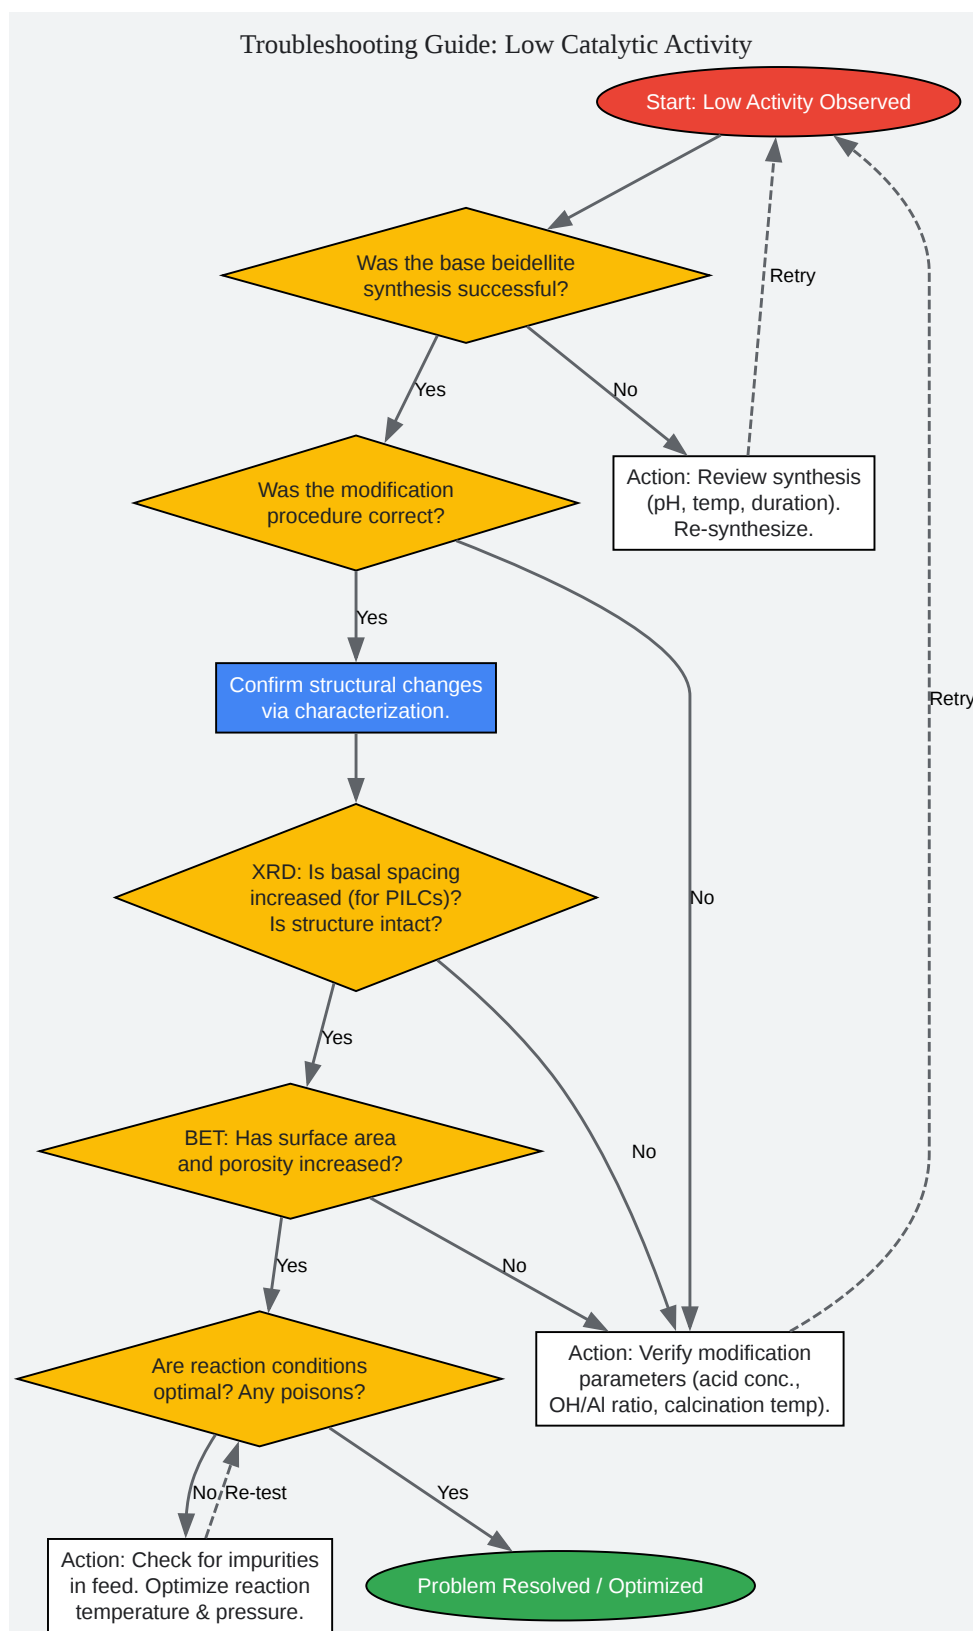 Troubleshooting Guide: Low Catalytic Activity
Start: Low Activity Observed
Was the base beidellite
synthesis successful?
Retry
Yes
No
Was the modification
procedure correct?
Action: Review synthesis
(pH, temp, duration).
Re-synthesize.
Yes
Confirm structural changes
via characterization.
Retry
XRD: Is basal spacing
increased (for PILCs)?
Is structure intact?
No
Yes
BET: Has surface area
and porosity increased?
No
Yes
No
Are reaction conditions
optimal? Any poisons?
Action: Verify modification
parameters (acid conc.,
OH/Al ratio, calcination temp).
No
Re-test
Yes
Action: Check for impurities
in feed. Optimize reaction
temperature & pressure.
Problem Resolved / Optimized